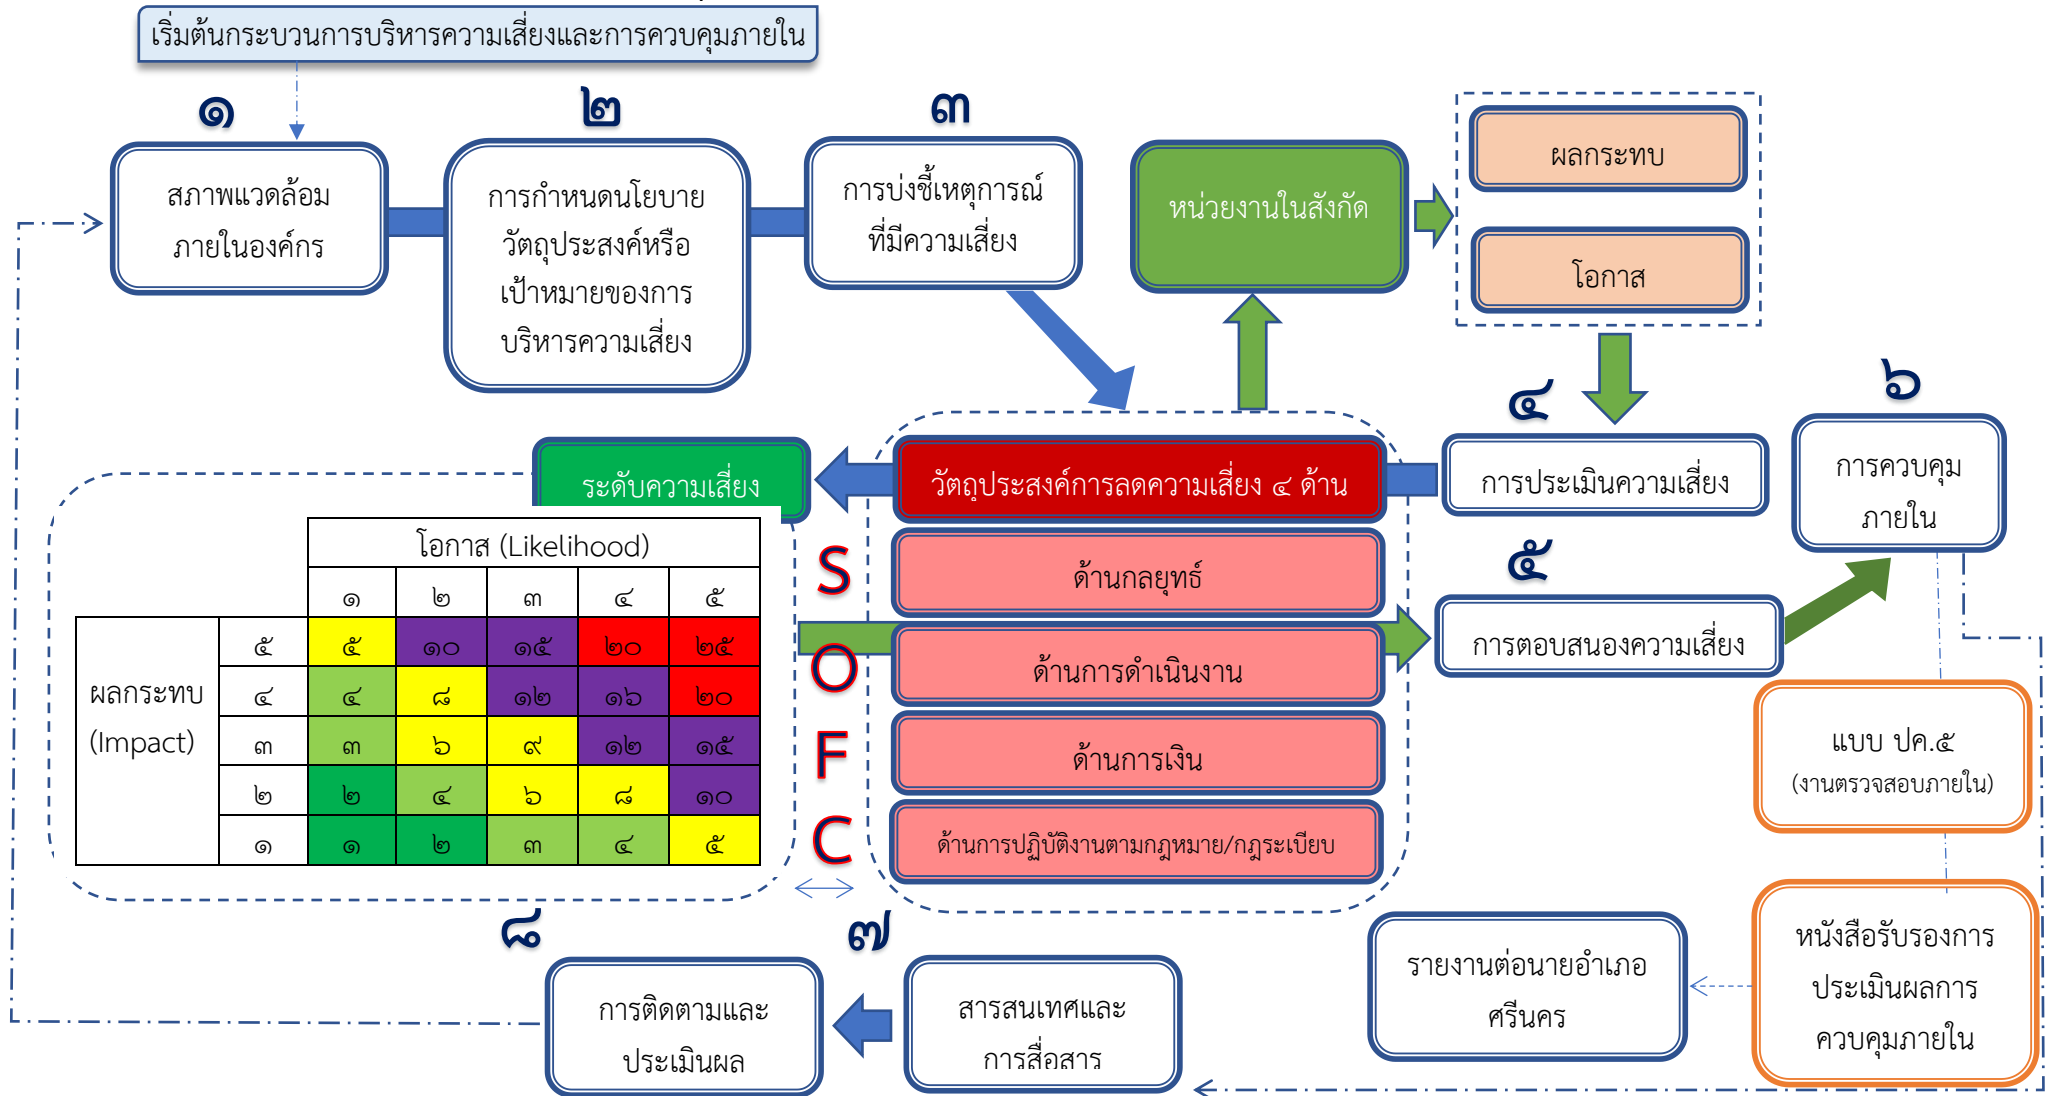 เริ่มต้นกระบวนการบริหารความเสี่ยงและการควบคุมภายใน
๑
๒
๓
สภาพแวดล้อม
ภายในองค์กร
การกำหนดนโยบาย
วัตถุประสงค์หรือ
เป้าหมายของการ
บริหารความเสี่ยง
การบ่งชี้เหตุการณ์
ที่มีความเสี่ยง
หน่วยงานในสังกัด
ผลกระทบ
โอกาส
๔
๖
ระดับความเสี่ยง
วัตถุประสงค์การลดความเสี่ยง ๔ ด้าน
การประเมินความเสี่ยง
การควบคุม
ภายใน
โอกาส (Likelihood)
๑ ๒ ๓ ๔ ๕
ผลกระทบ
(Impact)
๕ ๕ ๑๐ ๑๕ ๒๐ ๒๕
๔ ๔ ๘ ๑๒ ๑๖ ๒๐
๓ ๓ ๖ ๙ ๑๒ ๑๕
๒ ๒ ๔ ๖ ๘ ๑๐
๑ ๑ ๒ ๓ ๔ ๕
S
ด้านกลยุทธ์
O
ด้านการดำเนินงาน
F
ด้านการเงิน
C
ด้านการปฏิบัติงานตามกฎหมาย/กฎระเบียบ
๕
การตอบสนองความเสี่ยง
แบบ ปค.๕
(งานตรวจสอบภายใน)
๘
๗
การติดตามและ
ประเมินผล
สารสนเทศและ
การสื่อสาร
รายงานต่อนายอำเภอ
ศรีนคร
หนังสือรับรองการ
ประเมินผลการ
ควบคุมภายใน